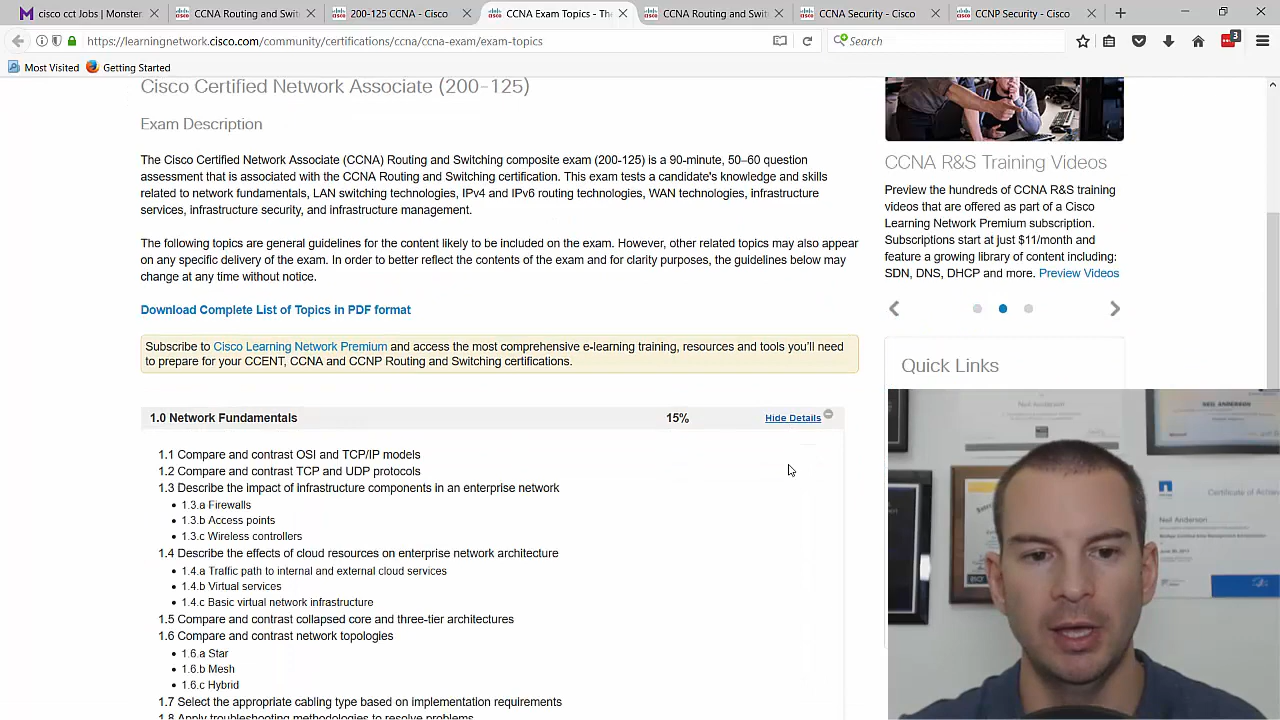 cisco cct Jobs | Monster
CCNA Routing and Swit
200-125 CCNA - Cisco
CCNA Exam Topics - The
CCNA Routing and Swi
CCNA Security - Cisco
CCNP Security - Cisco
https://learningnetwork.cisco.com/community/certifications/ccna/ccna-exam/exam-topics
Search
3
Most Visited
Getting Started
Cisco Certified Network Associate (200-125)
Exam Description
The Cisco Certified Network Associate (CCNA) Routing and Switching composite exam (200-125) is a 90-minute, 50–60 question
assessment that is associated with the CCNA Routing and Switching certification. This exam tests a candidate's knowledge and skills
related to network fundamentals, LAN switching technologies, IPv4 and IPv6 routing technologies, WAN technologies, infrastructure
services, infrastructure security, and infrastructure management.
The following topics are general guidelines for the content likely to be included on the exam. However, other related topics may also appear
on any specific delivery of the exam. In order to better reflect the contents of the exam and for clarity purposes, the guidelines below may
change at any time without notice.
Download Complete List of Topics in PDF format
Subscribe to Cisco Learning Network Premium and access the most comprehensive e-learning training, resources and tools you'll need
to prepare for your CCENT, CCNA and CCNP Routing and Switching certifications.
1.0 Network Fundamentals 15% Hide Details
1.1 Compare and contrast OSI and TCP/IP models
1.2 Compare and contrast TCP and UDP protocols
1.3 Describe the impact of infrastructure components in an enterprise network
• 1.3.a Firewalls
• 1.3.b Access points
• 1.3.c Wireless controllers
1.4 Describe the effects of cloud resources on enterprise network architecture
• 1.4.a Traffic path to internal and external cloud services
• 1.4.b Virtual services
• 1.4.c Basic virtual network infrastructure
1.5 Compare and contrast collapsed core and three-tier architectures
1.6 Compare and contrast network topologies
• 1.6.a Star
• 1.6.b Mesh
• 1.6.c Hybrid
1.7 Select the appropriate cabling type based on implementation requirements
1.8 Apply troubleshooting methodologies to resolve problems
CCNA R&S Training Videos
Preview the hundreds of CCNA R&S training
videos that are offered as part of a Cisco
Learning Network Premium subscription.
Subscriptions start at just $11/month and
feature a growing library of content including:
SDN, DNS, DHCP and more. Preview Videos
Quick Links
Neil Anderson
NEIL ANDERSON
Certificate of Achiev
Neil Anderson